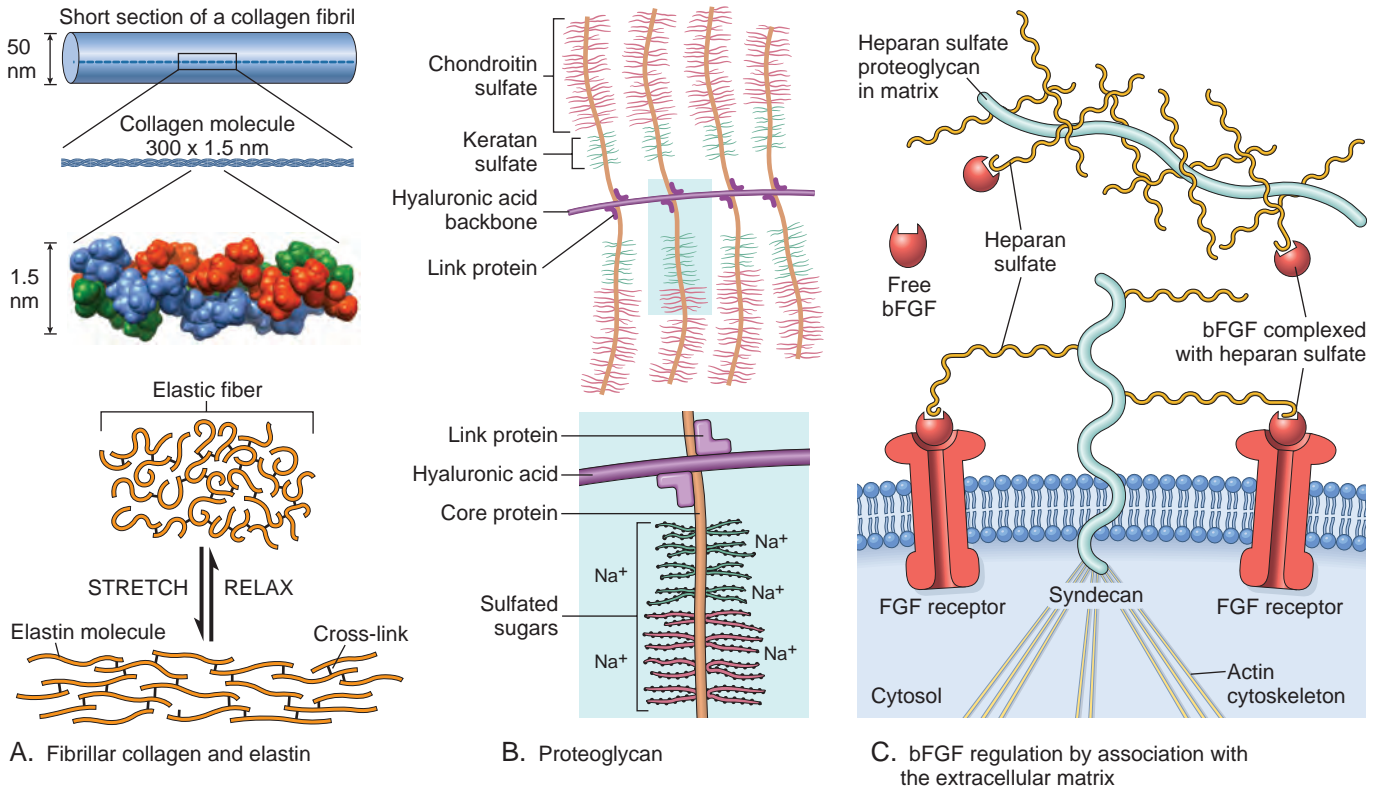 Short section of a collagen fibril
50
nm
Collagen molecule
300 x 1.5 nm
1.5
nm
Elastic fiber
STRETCH
RELAX
Elastin molecule
Cross-link
A. Fibrillar collagen and elastin
Chondroitin
sulfate
Keratan
sulfate
Hyaluronic acid
backbone
Link protein
Link protein
Hyaluronic acid
Core protein
Na⁺
Na⁺
Na⁺
Sulfated
sugars
Na⁺
Na⁺
B. Proteoglycan
Heparan sulfate
proteoglycan
in matrix
Heparan
sulfate
Free
bFGF
bFGF complexed
with heparan sulfate
FGF receptor
Syndecan
FGF receptor
Actin
cytoskeleton
Cytosol
C. bFGF regulation by association with
the extracellular matrix